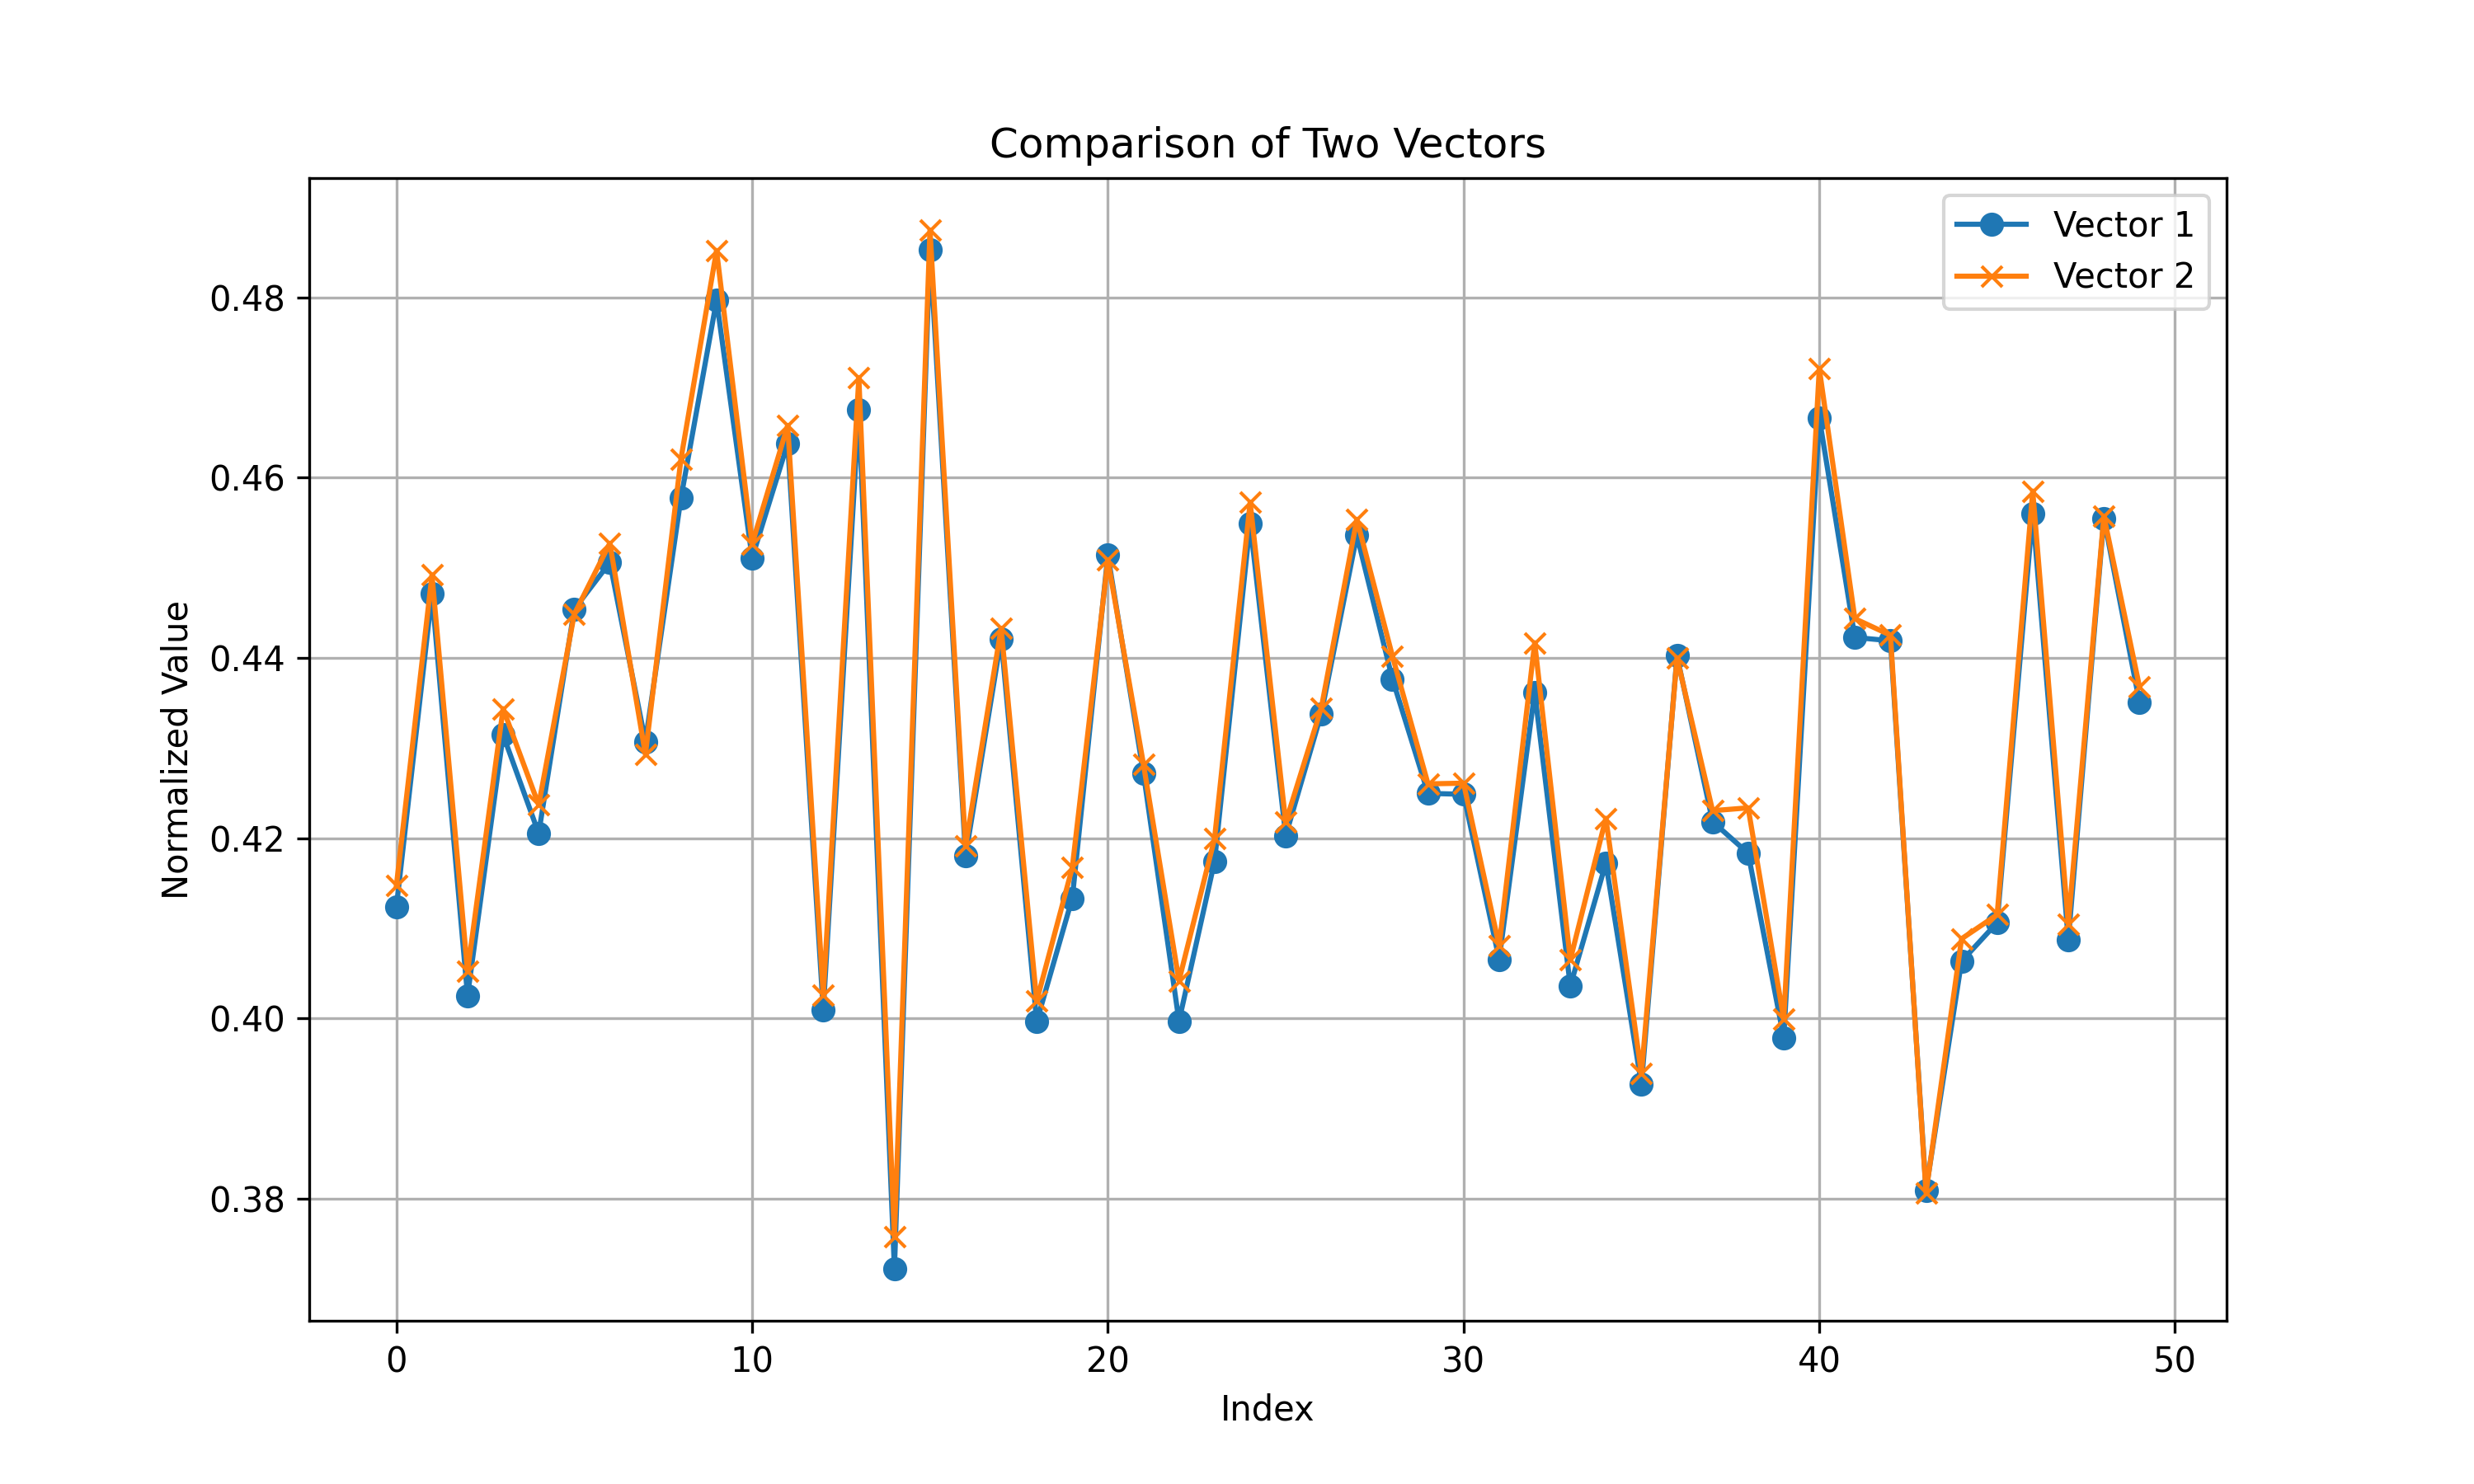 Comparison of Two Vectors
Vector 1
Vector 2
Normalized Value
0.48
0.46
0.44
0.42
0.40
0.38
0 10 20 30 40 50
Index